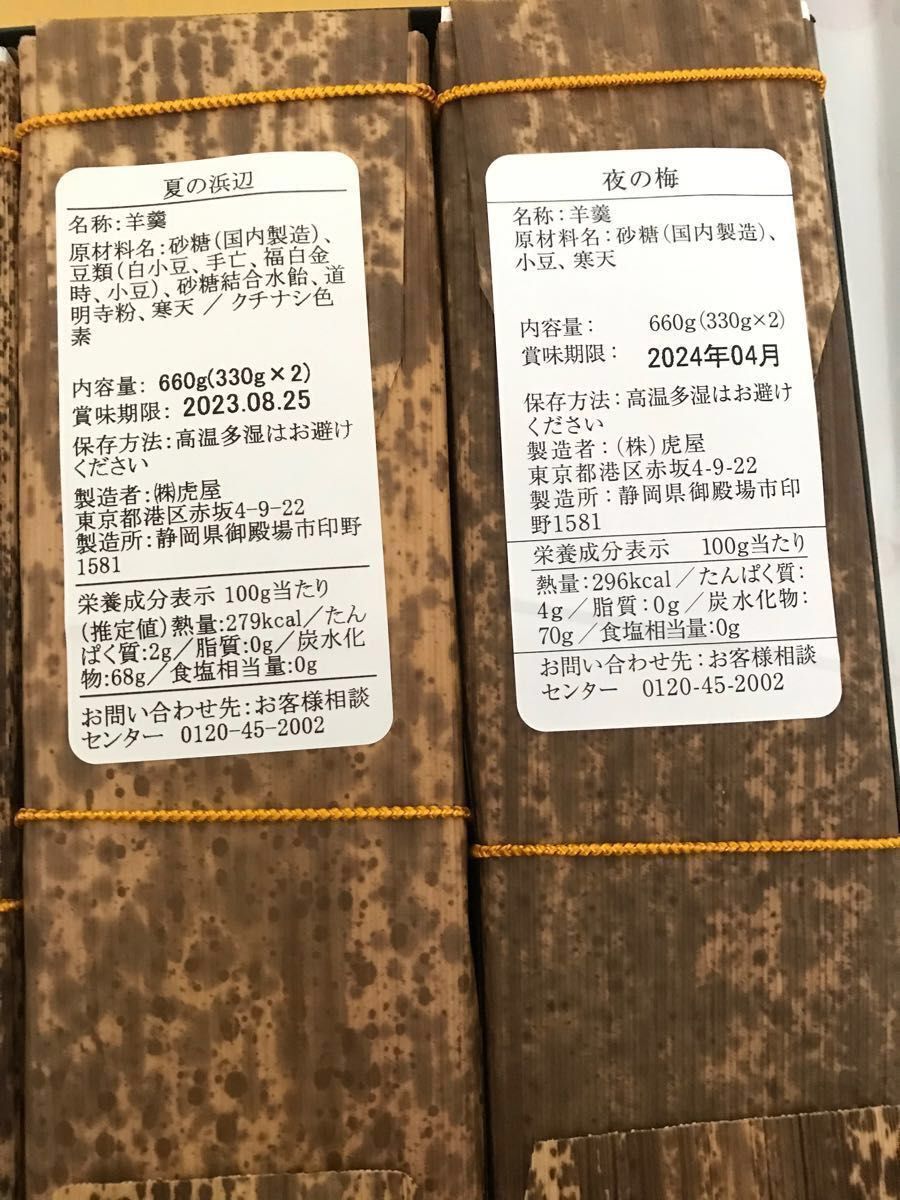 夏の浜辺
名称:羊羹
原材料名:砂糖(国内製造)、
豆類(白小豆、手亡、福白金
時、小豆)、砂糖結合水飴、道
明寺粉、寒天／クチナシ色
素
内容量: 660g(330g×2)
賞味期限: 2023.08.25
保存方法:高温多湿はお避け
ください
製造者:㈱虎屋
東京都港区赤坂4-9-22
製造所:静岡県御殿場市印野
1581
栄養成分表示 100g当たり
(推定値)熱量:279kcal／たん
ぱく質:2g／脂質:0g／炭水化
物:68g／食塩相当量:0g
お問い合わせ先:お客様相談
センター 0120-45-2002
夜の梅
名称:羊羹
原材料名:砂糖(国内製造)、
小豆、寒天
内容量: 660g(330g×2)
賞味期限: 2024年04月
保存方法:高温多湿はお避け
ください
製造者:(株)虎屋
東京都港区赤坂4-9-22
製造所:静岡県御殿場市印
野1581
栄養成分表示 100g当たり
熱量:296kcal／たんぱく質:
4g／脂質:0g／炭水化物:
70g／食塩相当量:0g
お問い合わせ先:お客様相談
センター 0120-45-2002